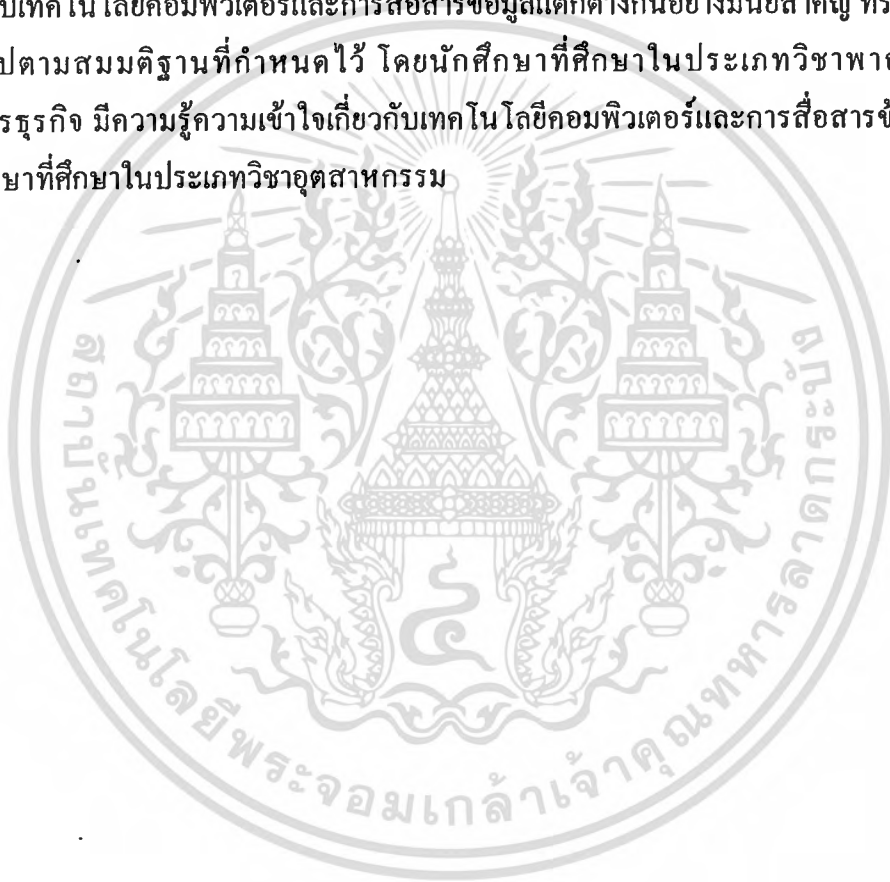 บเทคโนโลยีคอมพิวเตอร์และการสื่อสารข้อมูลแตกต่างกันอย่างมีนัยสำคัญ
ปตามสมมติฐานที่กำหนดไว้ โดยนักศึกษาที่ศึกษาในประเภทวิชาพาณ
รธุรกิจ มีความรู้ความเข้าใจเกี่ยวกับเทคโนโลยีคอมพิวเตอร์และการสื่อสารข้
ษาที่ศึกษาในประเภทวิชาอุตสาหกรรม
สถาบันเทคโนโลยีพระจอมเกล้าเจ้าคุณทหารลาดกระบัง
๔